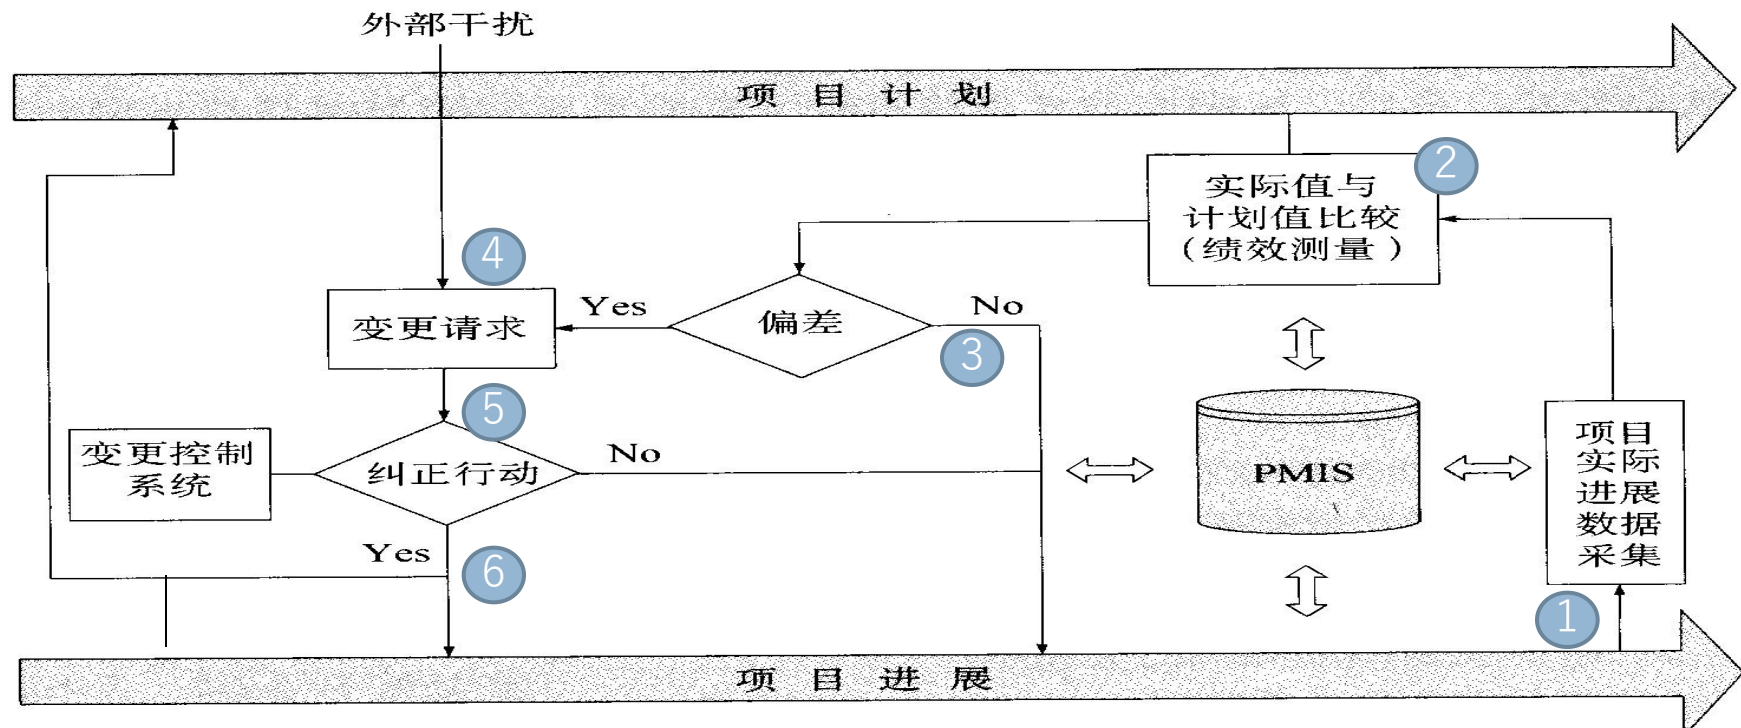 外部干扰
项目计划
2
实际值与
计划值比较
(绩效测量)
4
变更请求
Yes
偏差
No
3
5
变更控制
系统
纠正行动
No
PMIS
项目
实际
进展
数据
采集
Yes
6
1
项目进展